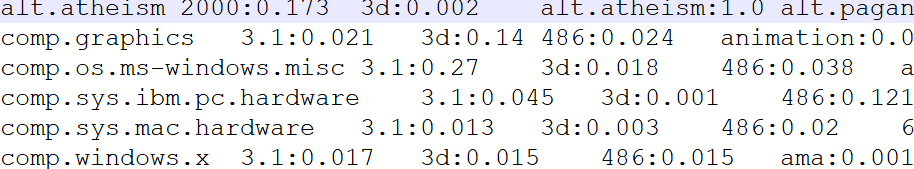 alt.atheism 2000:0.173 3d:0.002 alt.atheism:1.0 alt.pagan
comp.graphics 3.1:0.021 3d:0.14 486:0.024 animation:0.0
comp.os.ms-windows.misc 3.1:0.27 3d:0.018 486:0.038 a
comp.sys.ibm.pc.hardware 3.1:0.045 3d:0.001 486:0.121
comp.sys.mac.hardware 3.1:0.013 3d:0.003 486:0.02 6
comp.windows.x 3.1:0.017 3d:0.015 486:0.015 ama:0.001